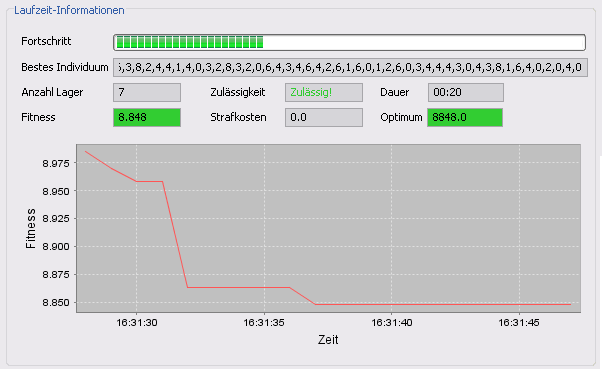 Laufzeit-Informationen
Fortschritt
Bestes Individuum ,3,8,2,4,4,1,4,0,3,2,8,3,2,0,6,4,3,4,6,4,2,6,1,6,0,1,2,6,0,3,4,4,4,3,0,4,3,8,1,6,4,0,2,0,4,0
Anzahl Lager 7 Zulässigkeit Zulässig! Dauer 00:20
Fitness 8.848 Strafkosten 0.0 Optimum 8848.0
8.975
8.950
8.925
8.900
8.875
8.850
Fitness
16:31:30 16:31:35 16:31:40 16:31:45
Zeit